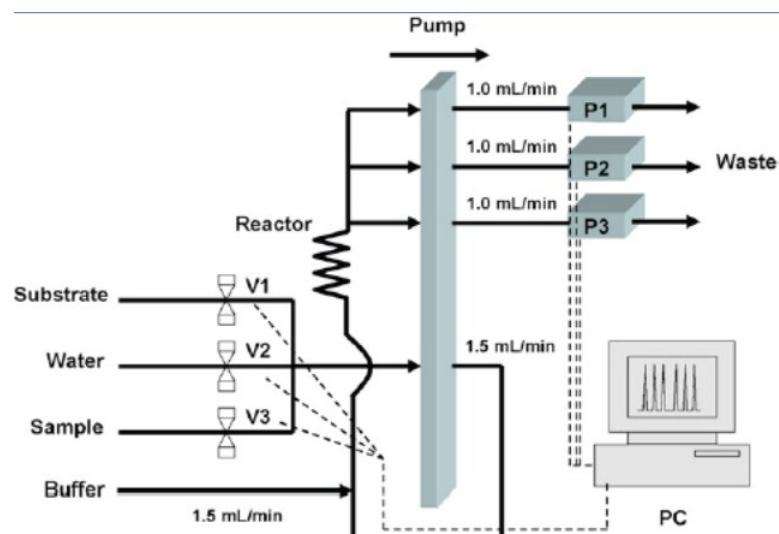 Pump
1.0 mL/min
P1
1.0 mL/min
P2
Waste
1.0 mL/min
P3
Reactor
Substrate
V1
Water
V2
1.5 mL/min
Sample
V3
Buffer
1.5 mL/min
PC